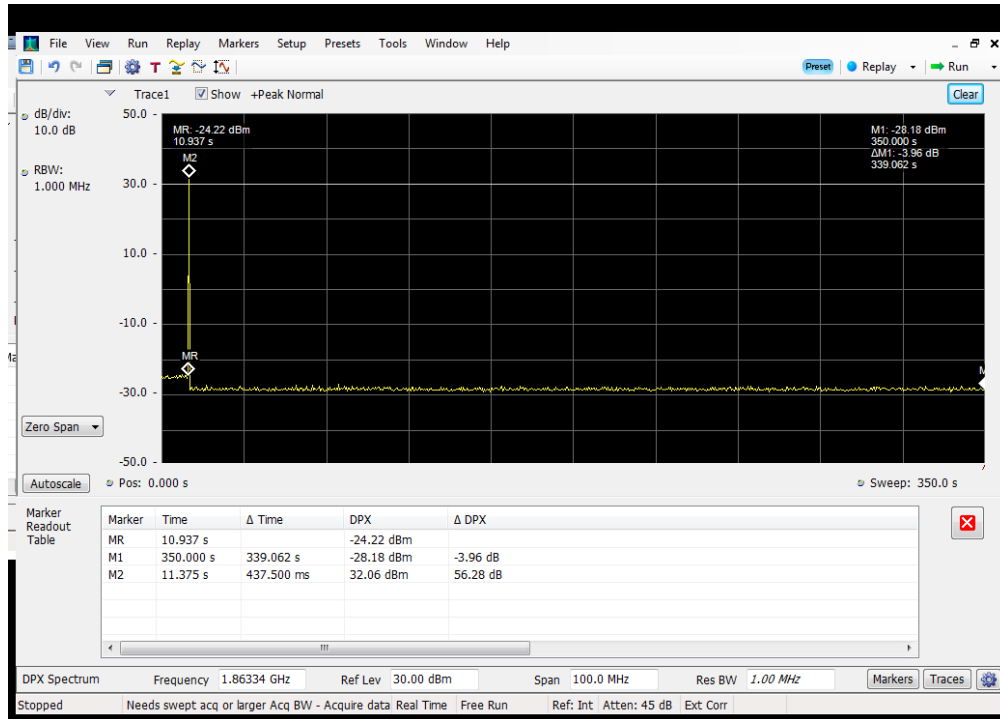 File View Run Replay Markers Setup Presets Tools Window Help
T Preset Replay Run
Trace1 Show +Peak Normal Clear
dB/div:
10.0 dB
RBW:
1.000 MHz
50.0
30.0
10.0
-10.0
-30.0
-50.0
MR: -24.22 dBm
10.937 s
M2
M1: -28.18 dBm
350.000 s
ΔM1: -3.96 dB
339.062 s
MR
Zero Span
Autoscale Pos: 0.000 s Sweep: 350.0 s
Marker
Readout
Table
Marker Time Δ Time DPX Δ DPX
MR 10.937 s -24.22 dBm
M1 350.000 s 339.062 s -28.18 dBm -3.96 dB
M2 11.375 s 437.500 ms 32.06 dBm 56.28 dB
DPX Spectrum Frequency 1.86334 GHz Ref Lev 30.00 dBm Span 100.0 MHz Res BW 1.00 MHz Markers Traces
Stopped Needs swept acq or larger Acq BW - Acquire data Real Time Free Run Ref: Int Atten: 45 dB Ext Corr